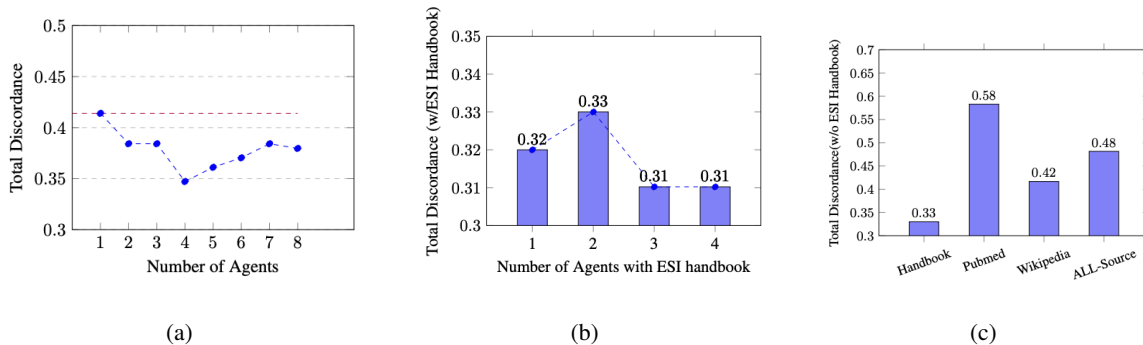 0.5
0.45
0.4
0.35
0.3
1 2 3 4 5 6 7 8
Total Discordance
Number of Agents
(a)
0.35
0.33
0.33
0.32
0.31
0.3
0.32
0.33
0.31
0.31
1 2 3 4
Total Discordance (w/ESI Handbook)
Number of Agents with ESI handbook
(b)
0.7
0.65
0.6
0.55
0.5
0.45
0.4
0.35
0.3
0.33
0.58
0.42
0.48
Handbook
Pubmed
Wikipedia
ALL-Source
Total Discordance(w/o ESI Handbook)
(c)